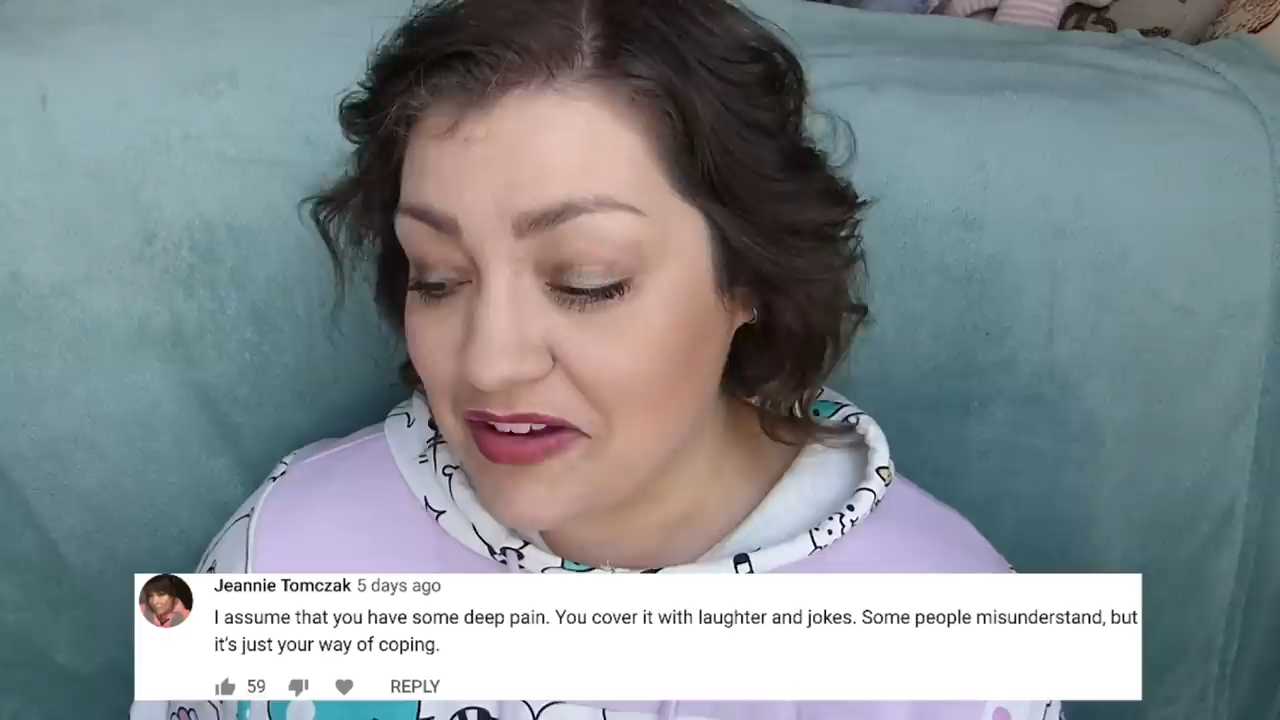 Jeannie Tomczak 5 days ago
I assume that you have some deep pain. You cover it with laughter and jokes. Some people misunderstand, but
it's just your way of coping.
59 REPLY